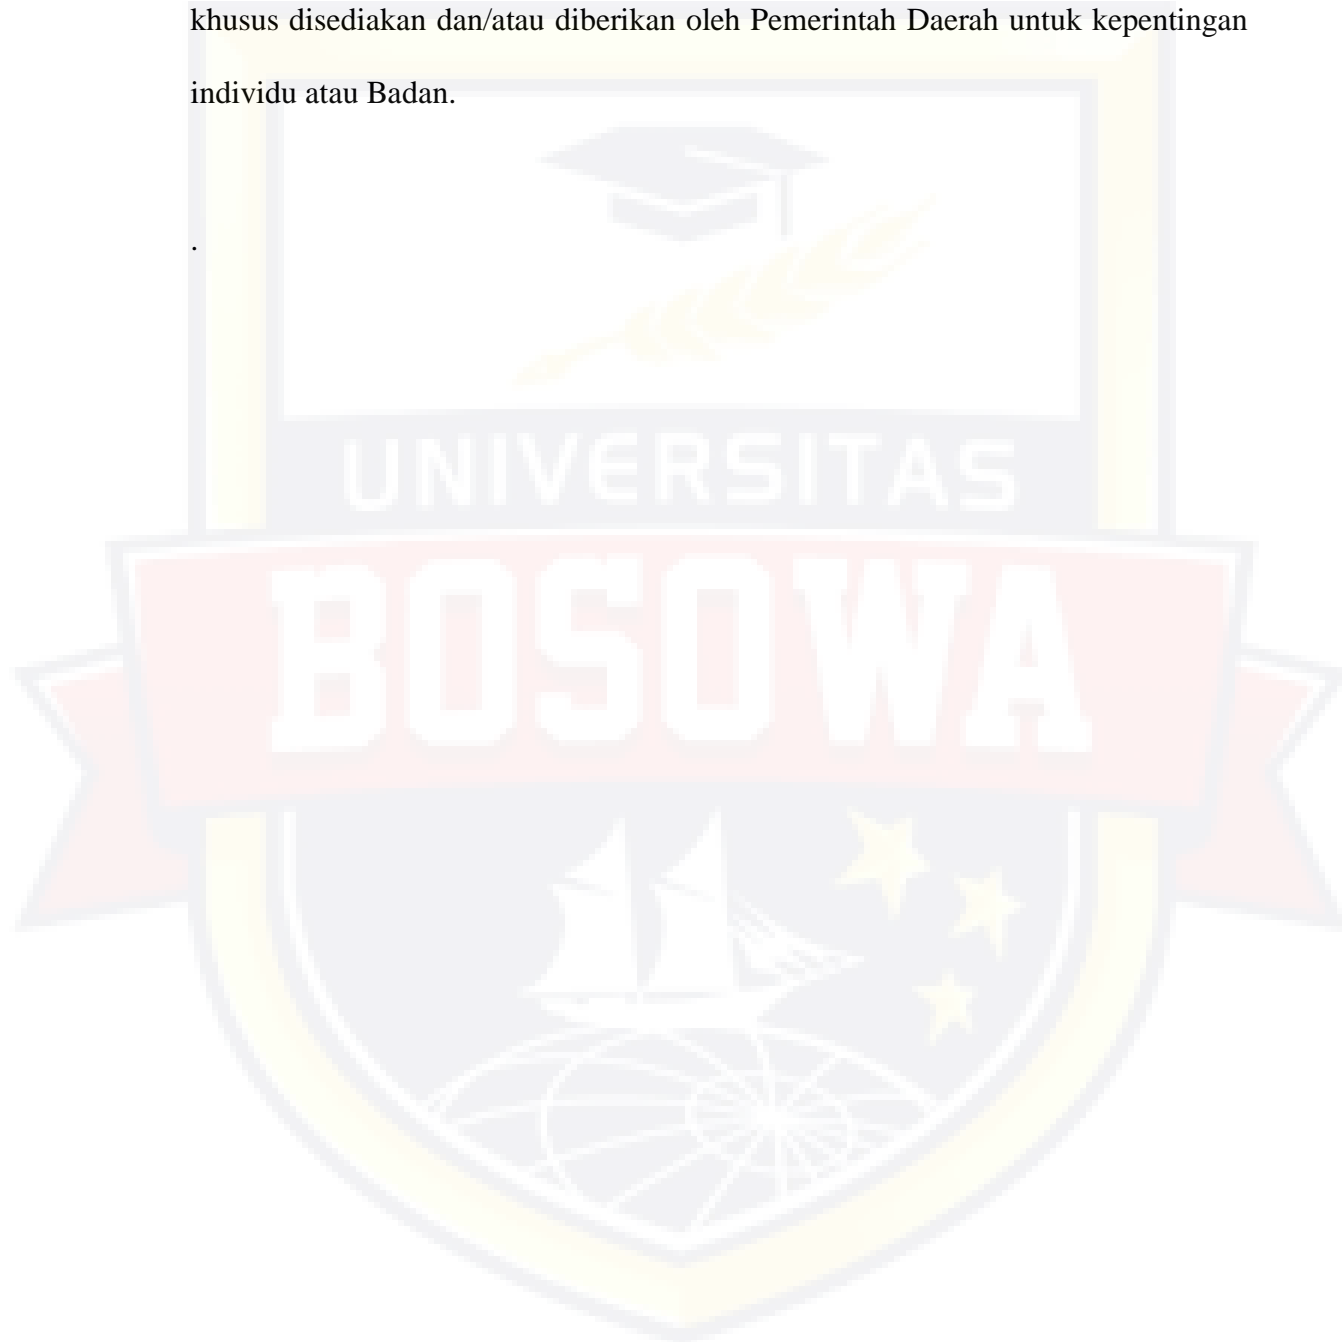 khusus disediakan dan/atau diberikan oleh Pemerintah Daerah untuk kepentingan
individu atau Badan.
.
UNIVERSITAS
BOSOWA